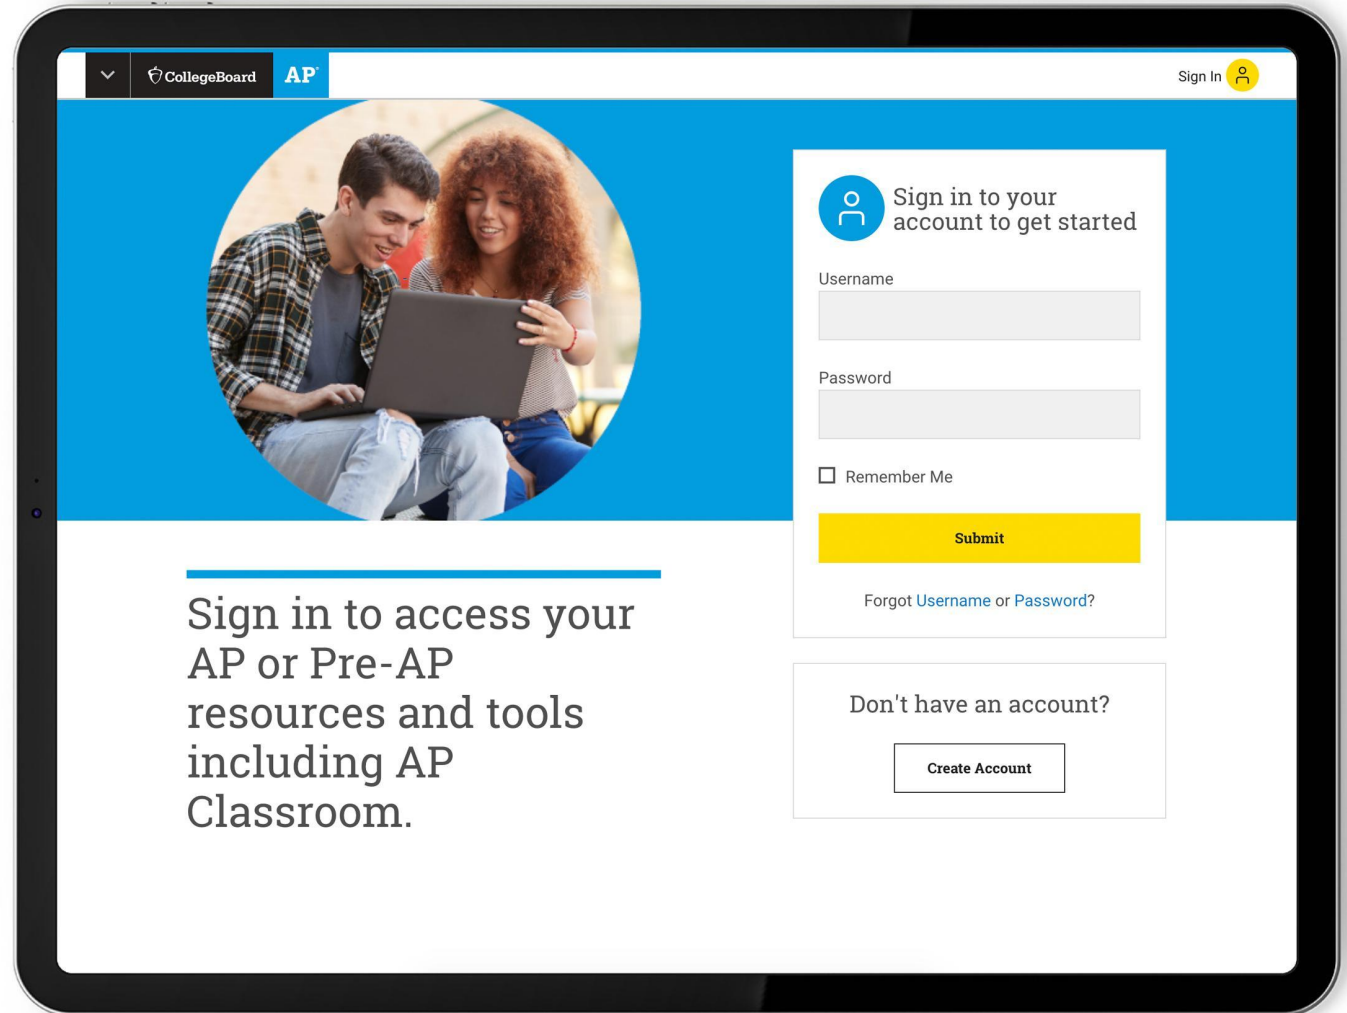 CollegeBoard
AP
Sign In
Sign in to your
account to get started
Username
Password
Remember Me
Submit
Forgot Username or Password?
Don't have an account?
Create Account
Sign in to access your
AP or Pre-AP
resources and tools
including AP
Classroom.